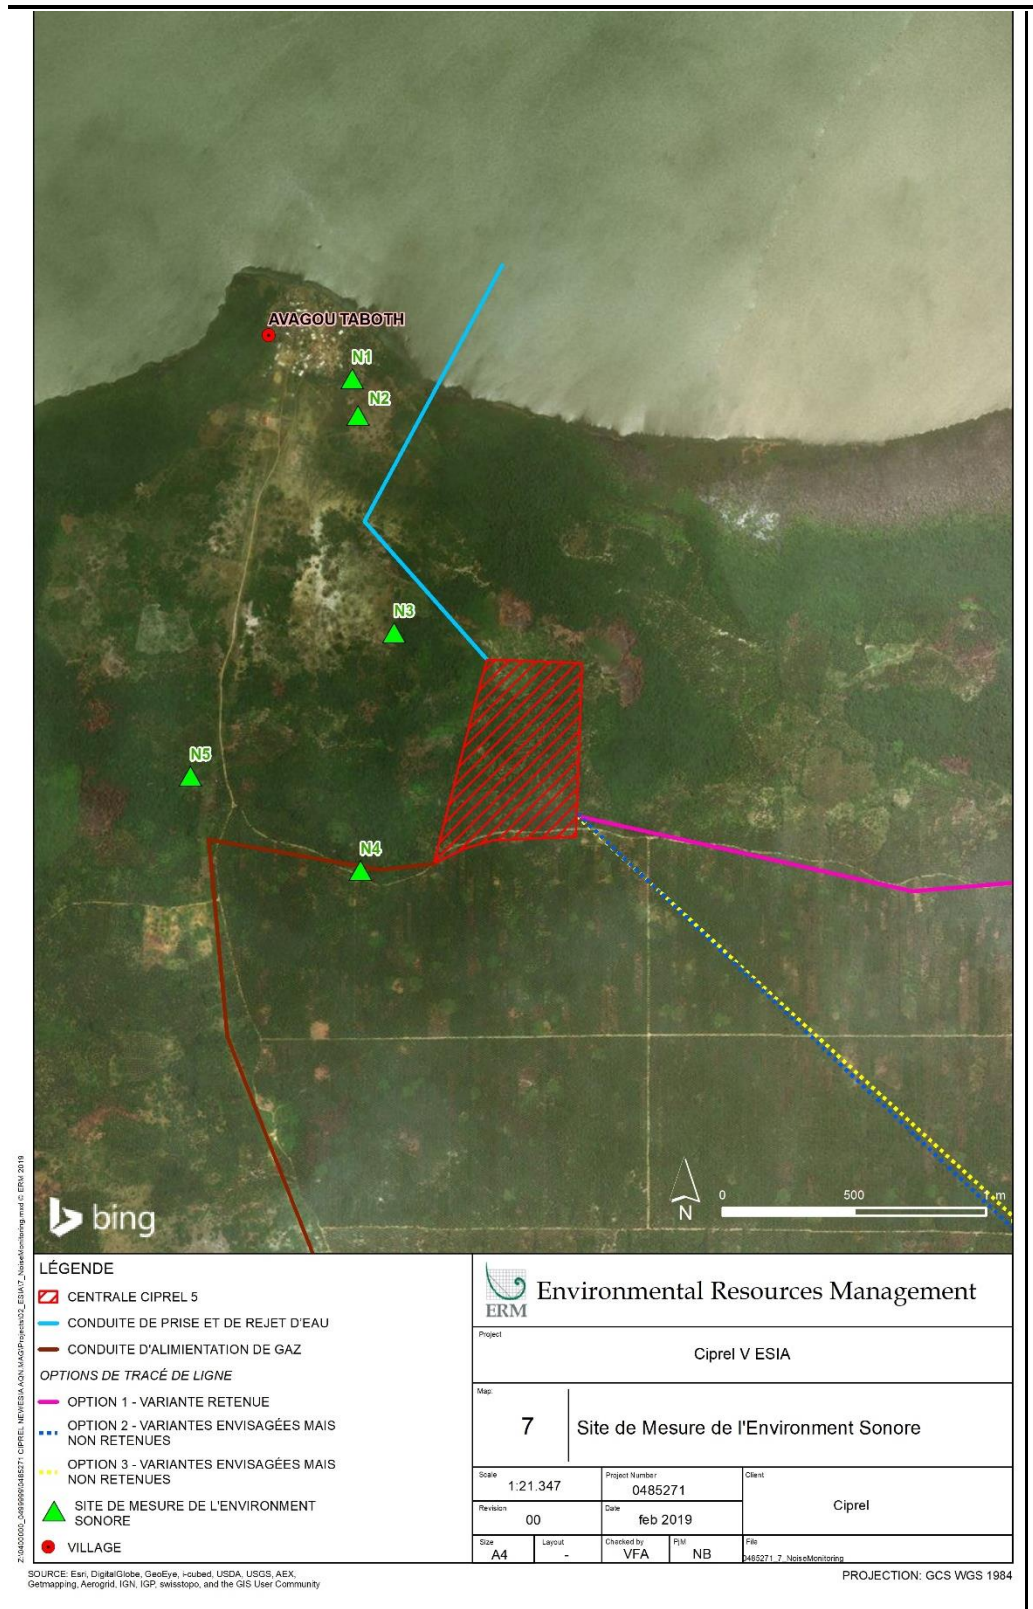 AVAGOU TABOTH
N1
N2
N3
N5
N4
N
0 500
bing
LÉGENDE
CENTRALE CIPREL 5
CONDUITE DE PRISE ET DE REJET D'EAU
CONDUITE D'ALIMIENTATION DE GAZ
OPTIONS DE TRACÉ DE LIGNE
OPTION 1 - VARIANTE RETENUE
OPTION 2 - VARIANTES ENVISAGÉES MAIS
NON RETENUES
OPTION 3 - VARIANTES ENVISAGÉES MAIS
NON RETENUES
SITE DE MESURE DE L'ENVIRONMENT
SONORE
VILLAGE
ERM
Environmental Resources Management
Project
Ciprel V ESIA
Map:
7
Site de Mesure de l'Environment Sonore
Scale
1:21.347
Project Number
0485271
Client
Ciprel
Revision
00
Date
feb 2019
Size
A4
Layout
-
Checked by
VFA
PjM
NB
File
0485271_7_NoiseMonitoring
SOURCE: Esri, DigitalGlobe, GeoEye, i-cubed, USDA, USGS, AEX,
Getmapping, Aerogrid, IGN, IGP, swisstopo, and the GIS User Community
PROJECTION: GCS WGS 1984